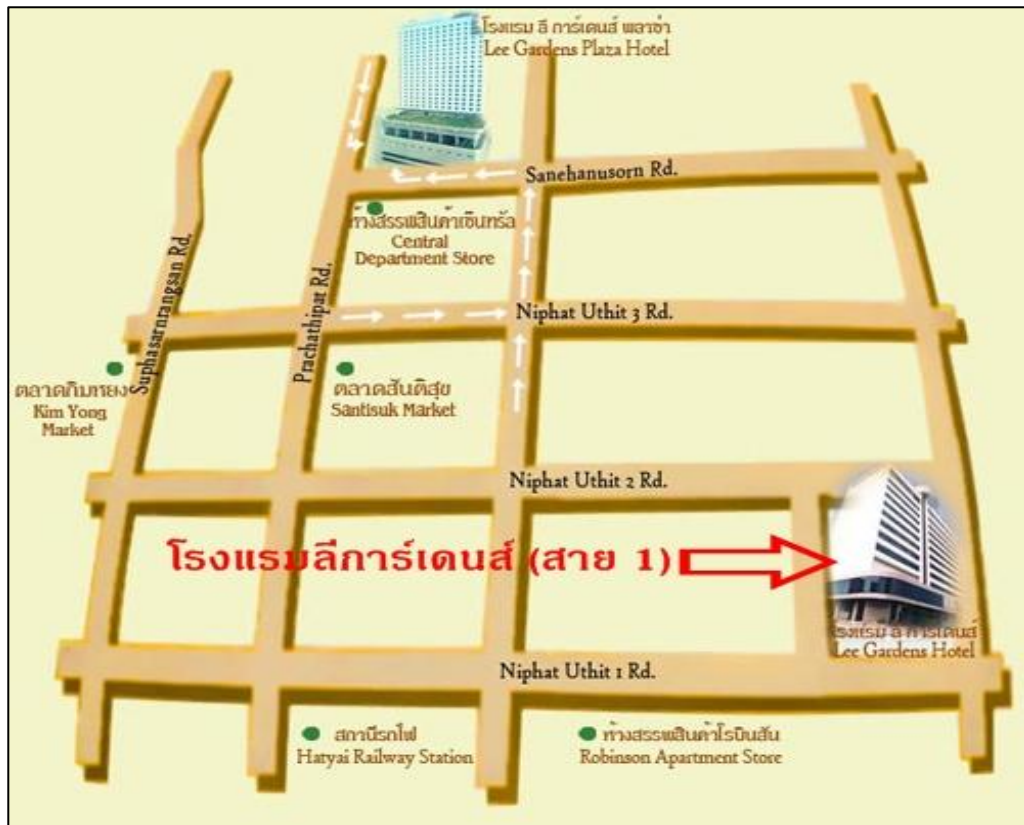 โรงแรม ลี การ์เดนส์ พลาซ่า
Lee Gardens Plaza Hotel
Sanehanusorn Rd.
ห้างสรรพสินค้าเซ็นทรัล
Central
Department Store
Suphasarnrangsan Rd.
Prachathipat Rd.
Niphat Uthit 3 Rd.
ตลาดกิมหยง
Kim Yong
Market
ตลาดสันติสุข
Santisuk Market
Niphat Uthit 2 Rd.
โรงแรมลีการ์เดนส์ (สาย 1)
โรงแรม ลี การ์เดนส์
Lee Gardens Hotel
Niphat Uthit 1 Rd.
สถานีรถไฟ
Hatyai Railway Station
ห้างสรรพสินค้าโรบินสัน
Robinson Apartment Store